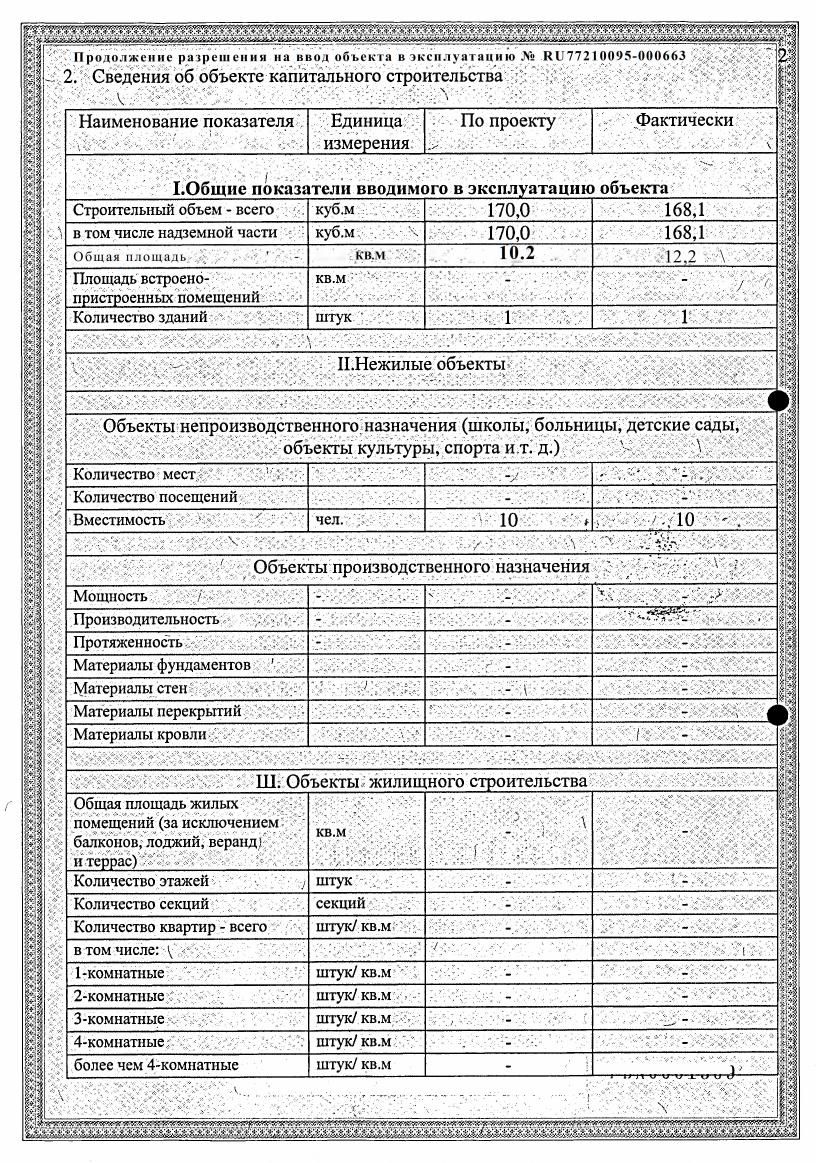 Продолжение разрешения на ввод объекта в эксплуатацию № RU77210095-000663
2
2. Сведения об объекте капитального строительства
Наименование показателя Единица измерения По проекту Фактически
I.Общие показатели вводимого в эксплуатацию объекта
Строительный объем - всего куб.м 170,0 168,1
в том числе надземной части куб.м 170,0 168,1
Общая площадь кв.м 10.2 12,2
Площадь встроено-
пристроенных помещений кв.м - -
Количество зданий штук 1 1
II.Нежилые объекты
Объекты непроизводственного назначения (школы, больницы, детские сады,
объекты культуры, спорта и т. д.)
Количество мест - -
Количество посещений - -
Вместимость чел. 10 10
Объекты производственного назначения
Мощность - - -
Производительность - - -
Протяженность - - -
Материалы фундаментов - -
Материалы стен - -
Материалы перекрытий - -
Материалы кровли - -
Ш. Объекты жилищного строительства
Общая площадь жилых
помещений (за исключением
балконов, лоджий, веранд
и террас) кв.м - -
Количество этажей штук - -
Количество секций секций - -
Количество квартир - всего штук/ кв.м - -
в том числе: - -
1-комнатные штук/ кв.м - -
2-комнатные штук/ кв.м - -
3-комнатные штук/ кв.м - -
4-комнатные штук/ кв.м - -
более чем 4-комнатные штук/ кв.м -